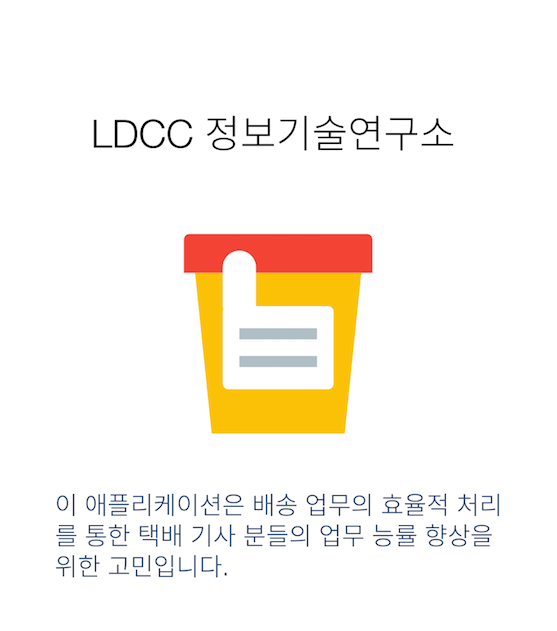 LDCC 정보기술연구소
이 애플리케이션은 배송 업무의 효율적 처리
를 통한 택배 기사 분들의 업무 능률 향상을
위한 고민입니다.